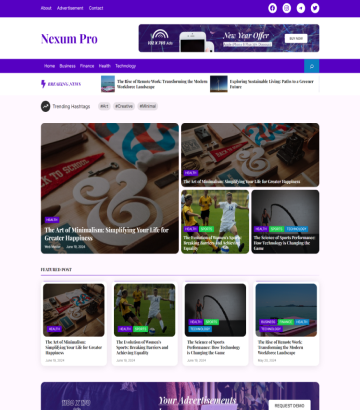 About Advertisement Contact
Nexum Pro
New Year Offer
BUY NOW
Home Business Finance Health Technology
BREAKING NEWS
The Rise of Remote Work: Transforming the Modern
Workforce Landscape
Exploring Sustainable Living: Paths to a Greener
Future
Trending Hashtags
#Art #Creative #Minimal
HEALTH
The Art of Minimalism: Simplifying Your Life for
Greater Happiness
June 18, 2024
HEALTH
The Art of Minimalism: Simplifying Your Life for Greater Happiness
HEALTH SPORTS
The Evolution of Women's Sports:
Breaking Barriers and Achieving
Equality
HEALTH SPORTS TECHNOLOGY
The Science of Sports Performance:
How Technology is Changing the
Game
FEATURED POST
HEALTH
The Art of Minimalism:
Simplifying Your Life for Greater
Happiness
June 18, 2024
HEALTH SPORTS
The Evolution of Women's
Sports: Breaking Barriers and
Achieving Equality
June 18, 2024
HEALTH SPORTS
TECHNOLOGY
The Science of Sports
Performance: How Technology
is Changing the Game
June 18, 2024
BUSINESS FINANCE HEALTH
TECHNOLOGY
The Rise of Remote Work:
Transforming the Modern
Workforce Landscape
Your Advertisements
REQUEST DEMO